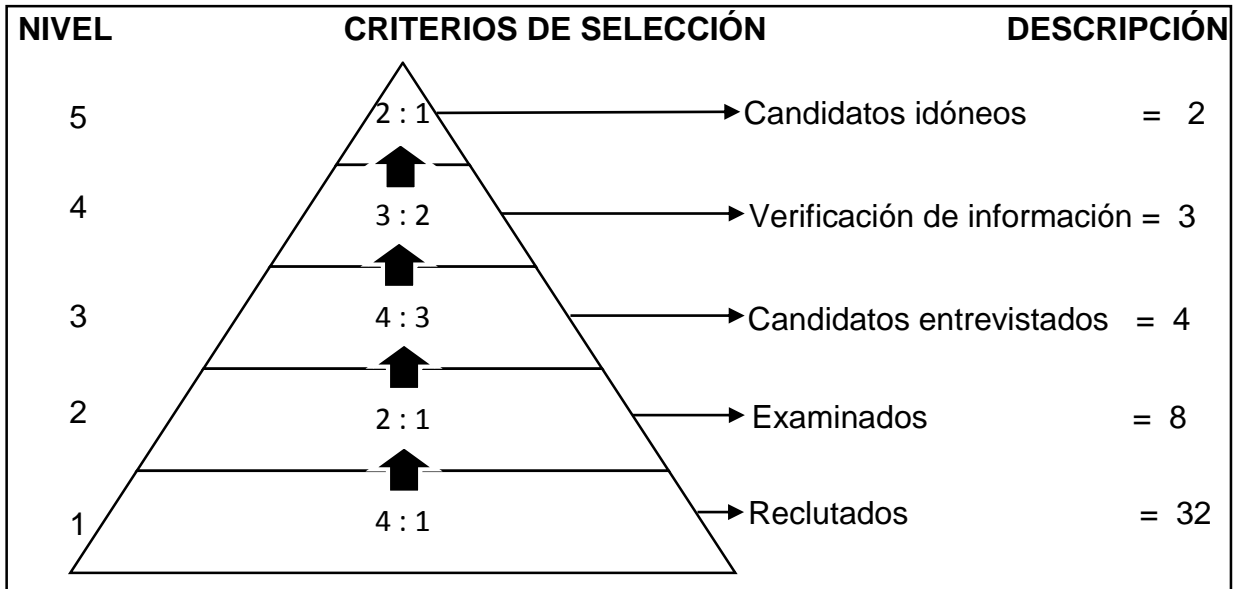 NIVEL CRITERIOS DE SELECCIÓN DESCRIPCIÓN
5 2 : 1 Candidatos idóneos = 2
4 3 : 2 Verificación de información = 3
3 4 : 3 Candidatos entrevistados = 4
2 2 : 1 Examinados = 8
1 4 : 1 Reclutados = 32